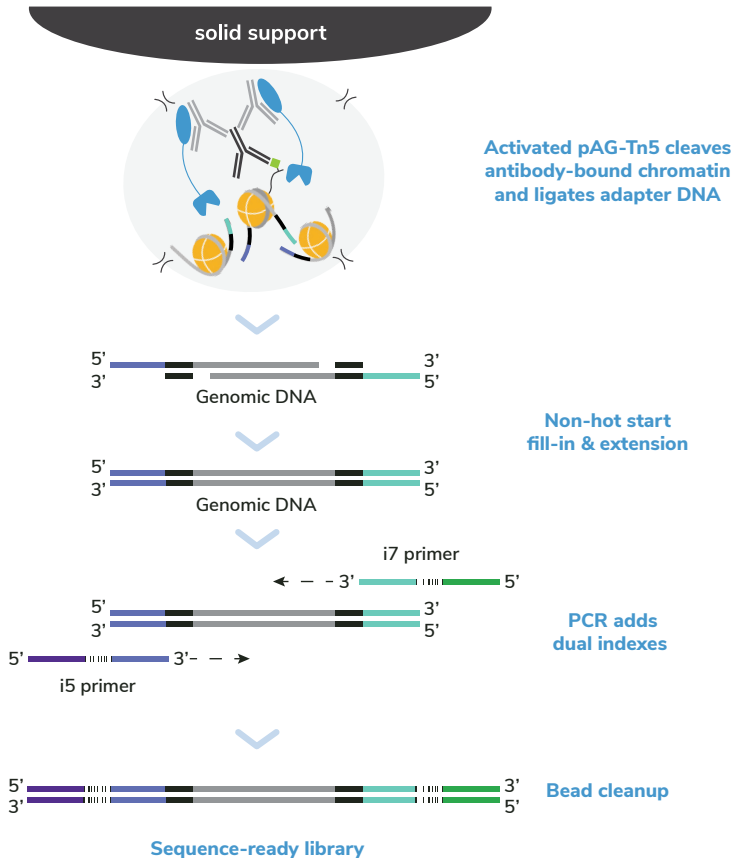 solid support
Activated pAG-Tn5 cleaves
antibody-bound chromatin
and ligates adapter DNA
5’ 3’
3’ 5’
Genomic DNA
Non-hot start
fill-in & extension
5’ 3’
3’ 5’
Genomic DNA
i7 primer
3’ 5’
5’ 3’
3’ 5’
PCR adds
dual indexes
5’ 3’
i5 primer
5’ 3’
3’ 5’
Bead cleanup
Sequence-ready library